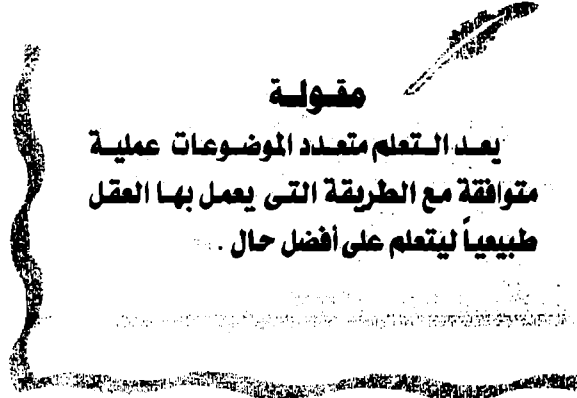 مقولة
يعد التعلم متعدد الموضوعات عملية
متوافقة مع الطريقة التى يعمل بها العقل
طبيعياً ليتعلم على أفضل حال .